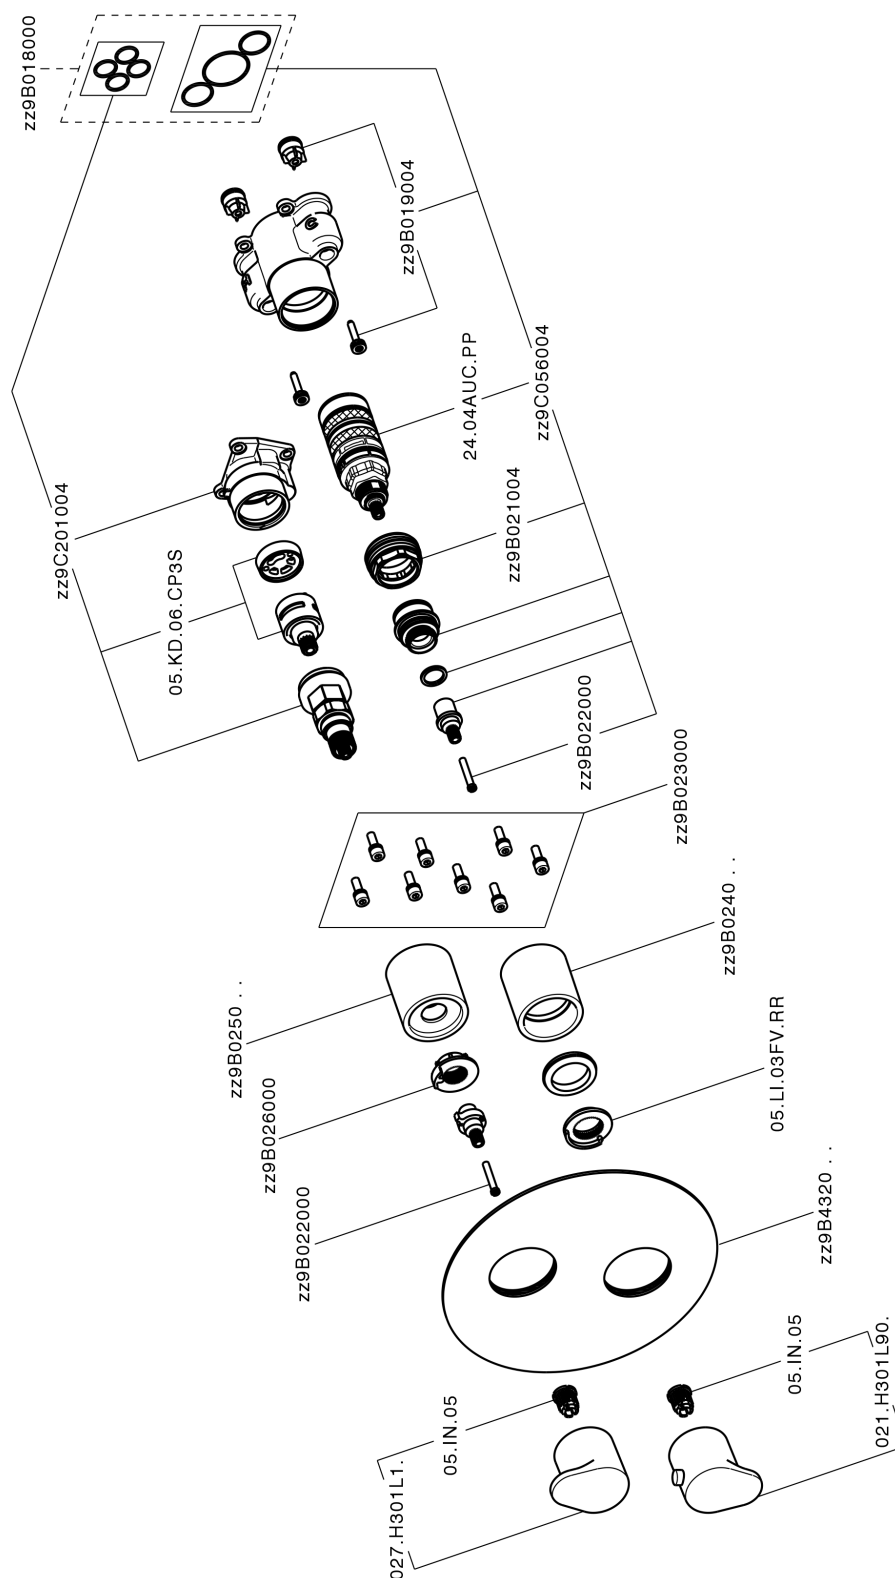 zz9B018000
zz9B019004
24.04AUC.PP
zz9C056004
zz9C201004
05.KD.06.CP3S
zz9B021004
zz9B022000
zz9B023000
zz9B0240 . .
zz9B0250 . .
zz9B026000
05.LI.03FV.RR
zz9B022000
zz9B4320 . .
05.IN.05
021.H301L90.
05.IN.05
027.H301L1.